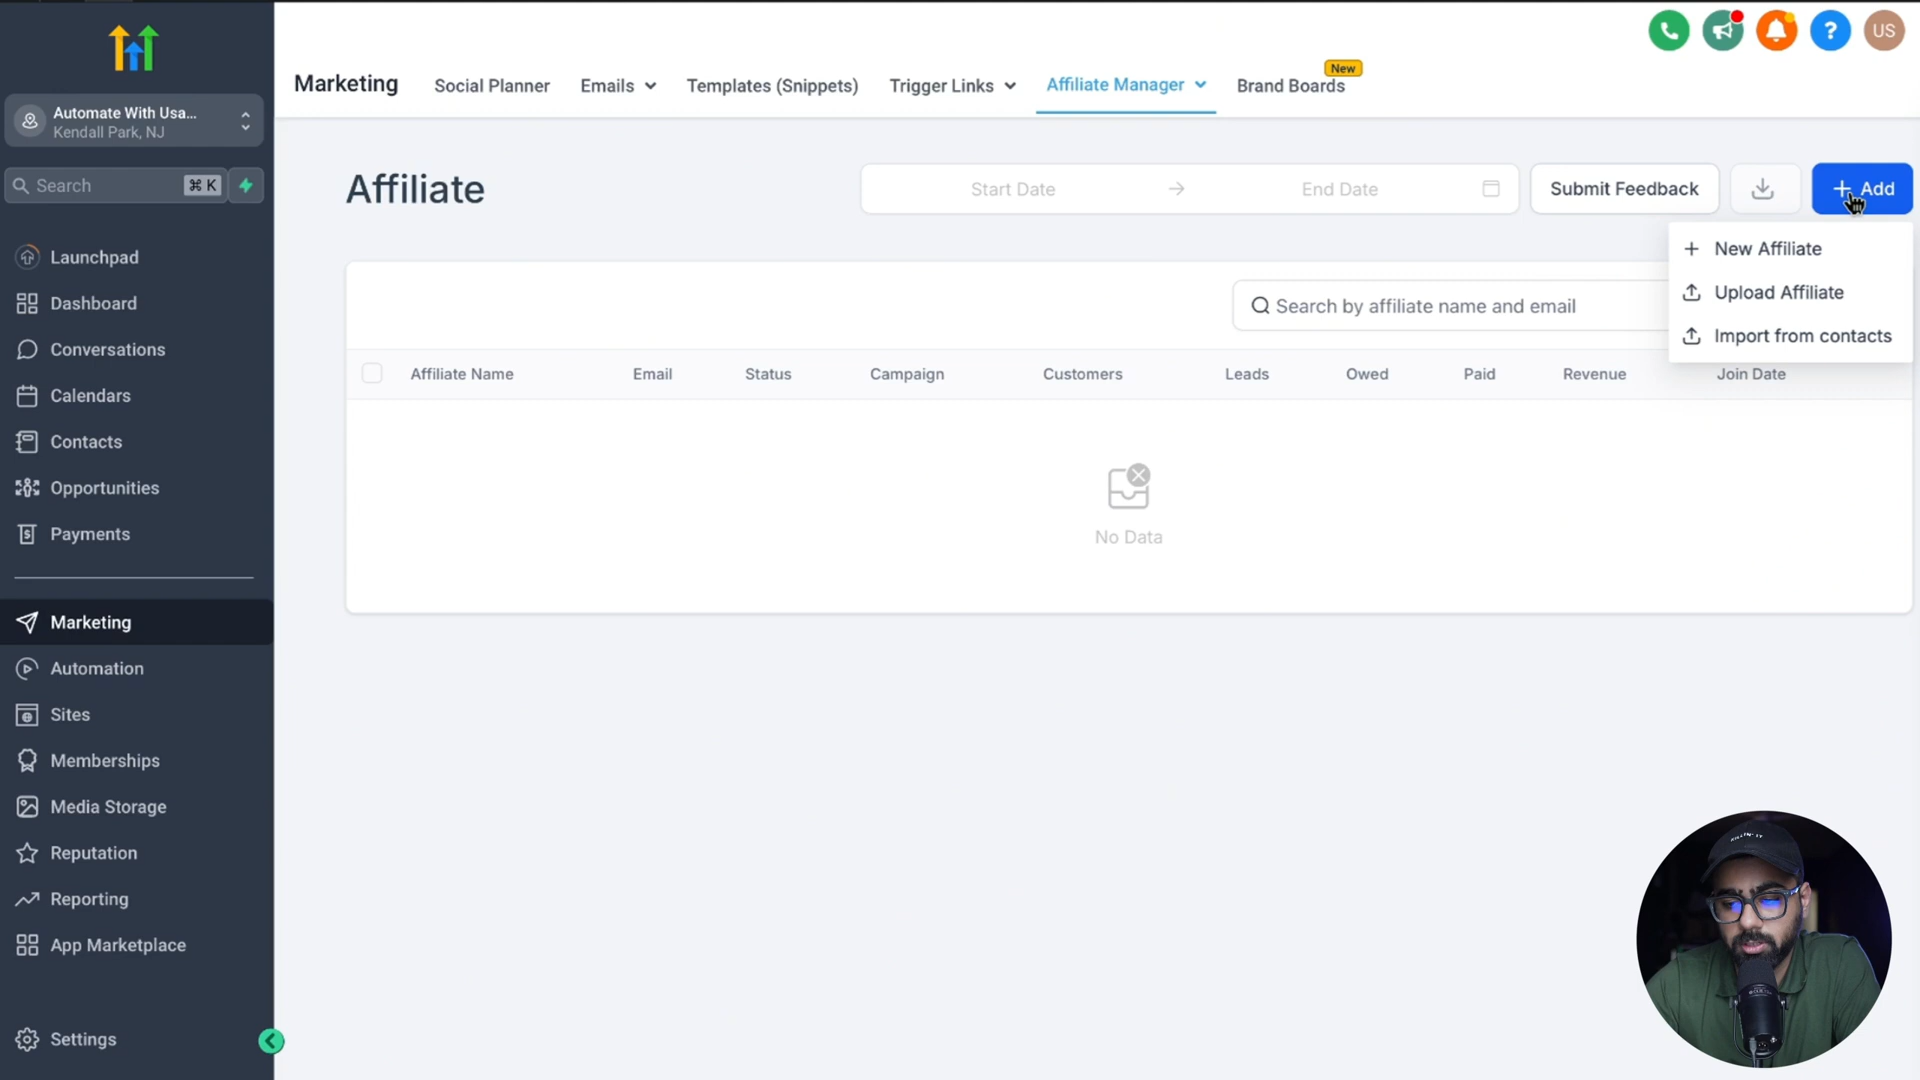 US
New
Marketing Social Planner Emails Templates (Snippets) Trigger Links Affiliate Manager Brand Boards
Automate With Usa...
Kendall Park, NJ
Search ⌘ K
Launchpad
Dashboard
Conversations
Calendars
Contacts
Opportunities
Payments
Marketing
Automation
Sites
Memberships
Media Storage
Reputation
Reporting
App Marketplace
Settings
Affiliate
Start Date → End Date
Submit Feedback
+ Add
+ New Affiliate
Upload Affiliate
Import from contacts
Search by affiliate name and email
Affiliate Name Email Status Campaign Customers Leads Owed Paid Revenue Join Date
No Data
KILLIN' IT